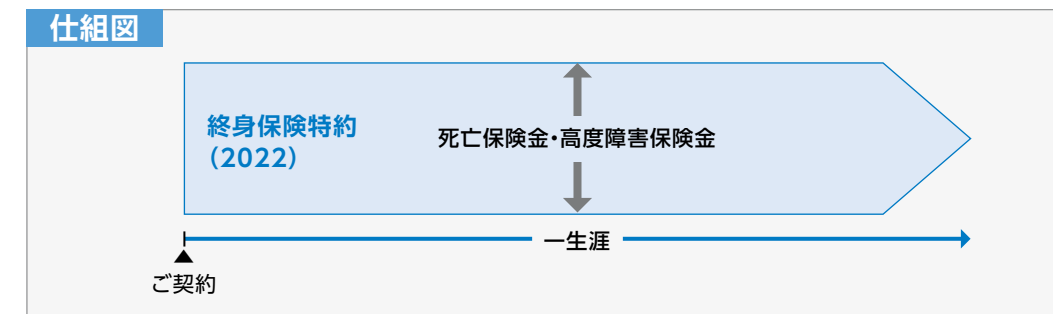 仕組図
終身保険特約
(2022)
死亡保険金・高度障害保険金
一生涯
ご契約